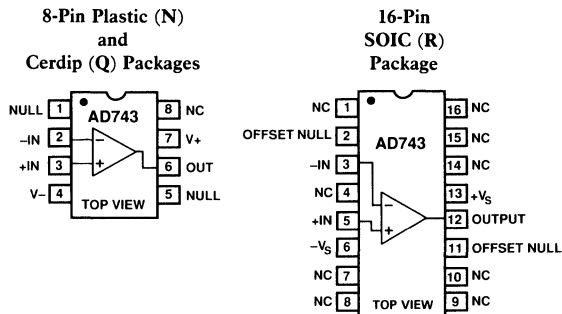 8-Pin Plastic (N)
and
Cerdip (Q) Packages
NULL 1
8 NC
AD743
–IN 2
7 V+
+IN 3
6 OUT
V– 4
5 NULL
TOP VIEW
–
+
16-Pin
SOIC (R)
Package
NC 1
16 NC
OFFSET NULL 2
15 NC
AD743
–IN 3
14 NC
NC 4
13 +VS
+IN 5
12 OUTPUT
–VS 6
11 OFFSET NULL
NC 7
10 NC
NC 8
9 NC
TOP VIEW
–
+